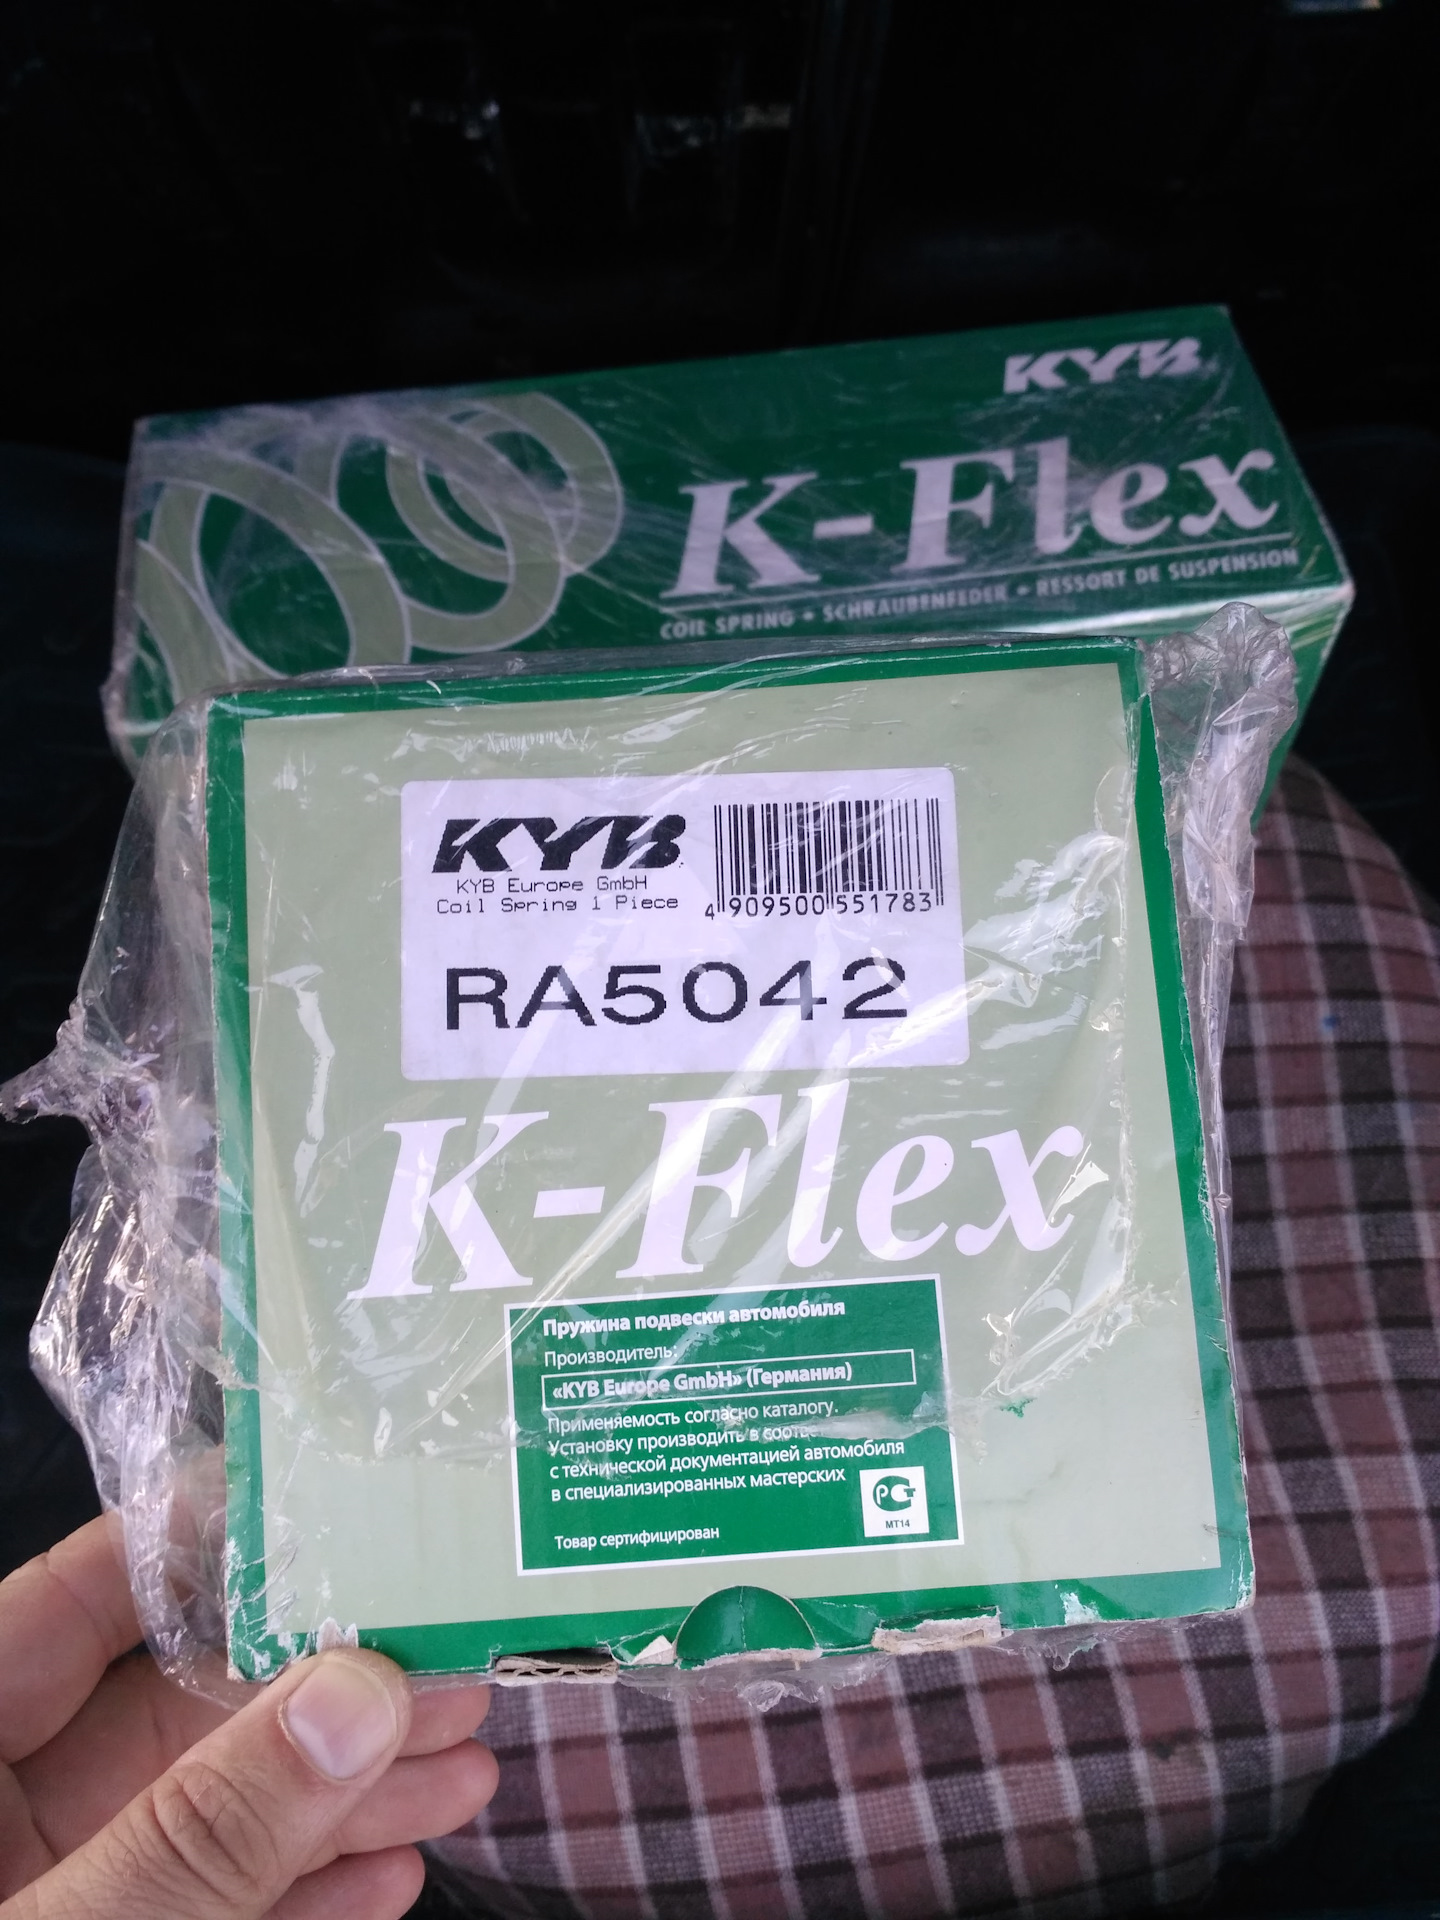 KYB
K-Flex
COIL SPRING • SCHRAUBENFEDER • RESSORT DE SUSPENSION
KYB
KYB Europe GmbH
Coil Spring 1 Piece
4 909500 551783
RA5042
K-Flex
Пружина подвески автомобиля
Производитель:
«KYB Europe GmbH» (Германия)
Применяемость согласно каталогу.
Установку производить в
с технической документацией автомобиля
в специализированных мастерских
РСТ
МТ14
Товар сертифицирован